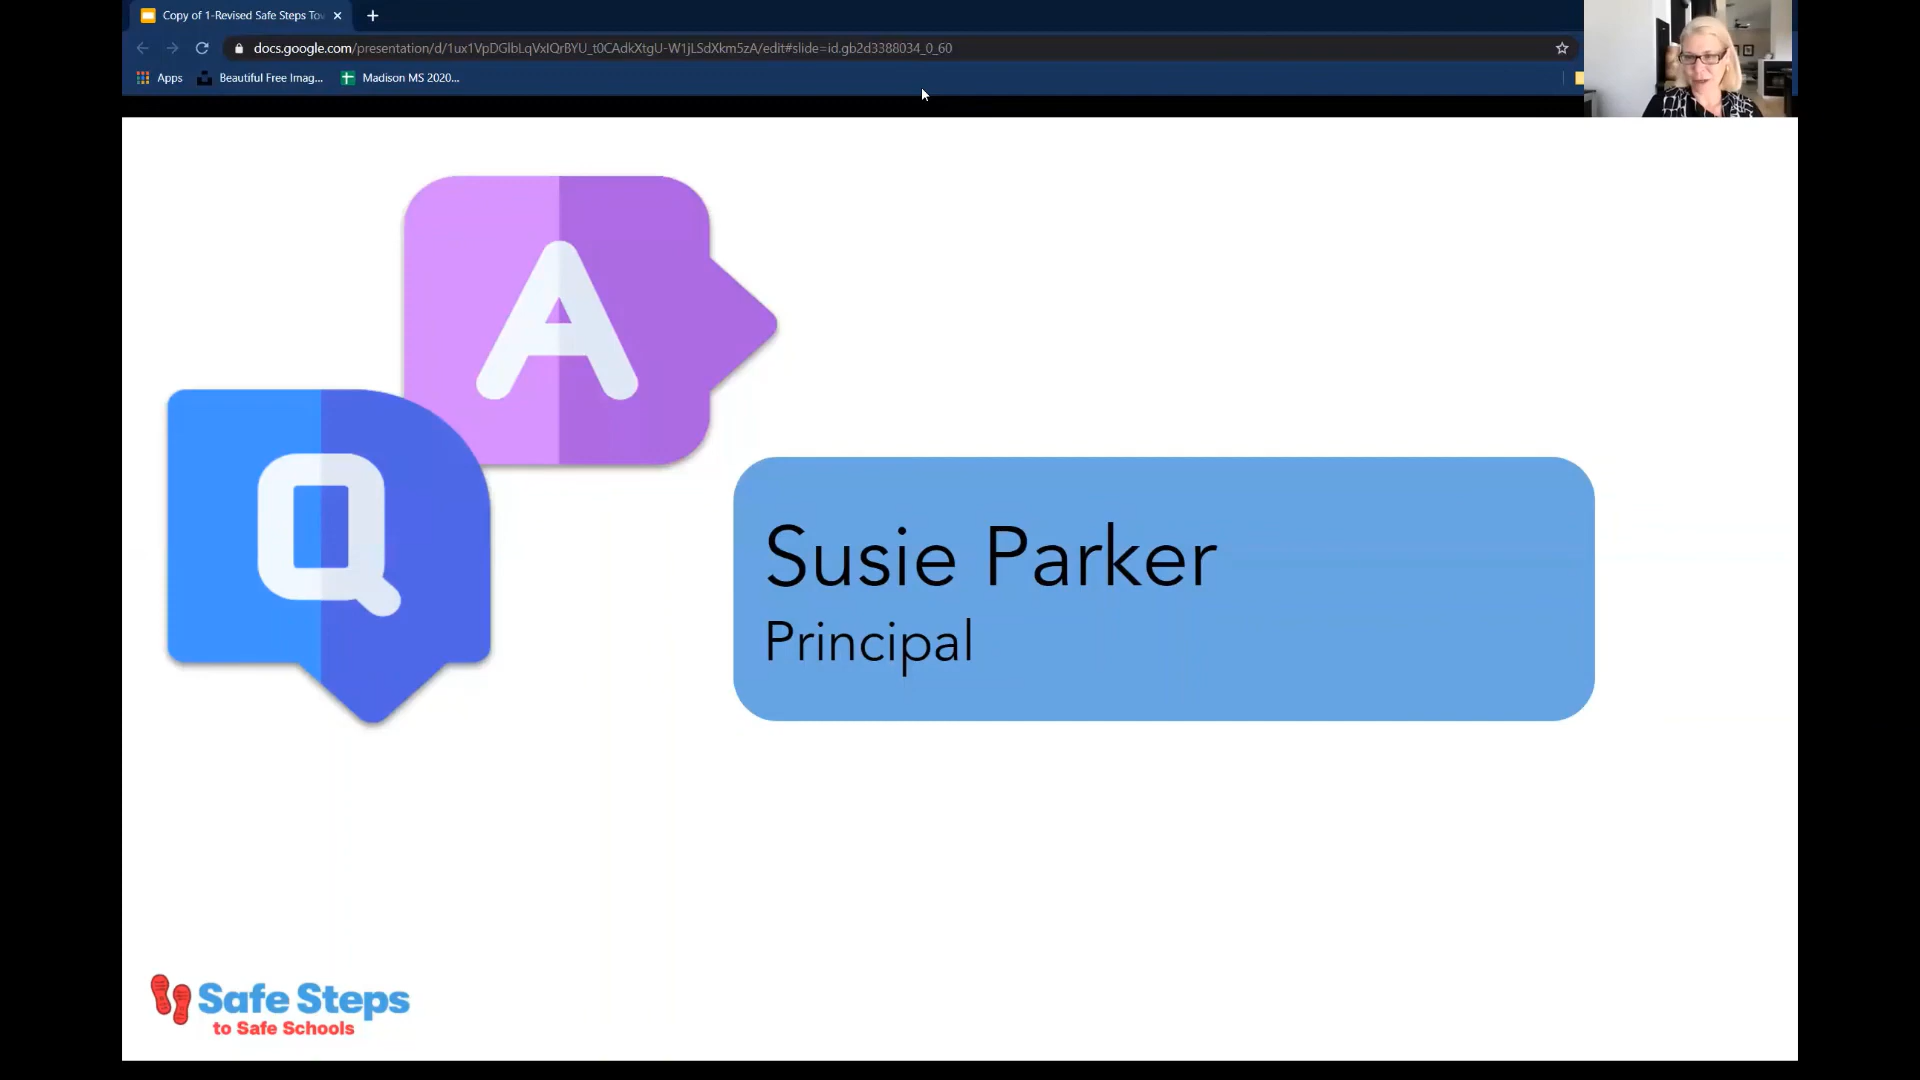 Copy of 1-Revised Safe Steps Tov
docs.google.com/presentation/d/1ux1VpDGlbLqVxIQrBYU_t0CAdkXtgU-W1jLSdXkm5zA/edit#slide=id.gb2d3388034_0_60
Apps
Beautiful Free Imag...
Madison MS 2020...
A
Q
Susie Parker
Principal
Safe Steps
to Safe Schools